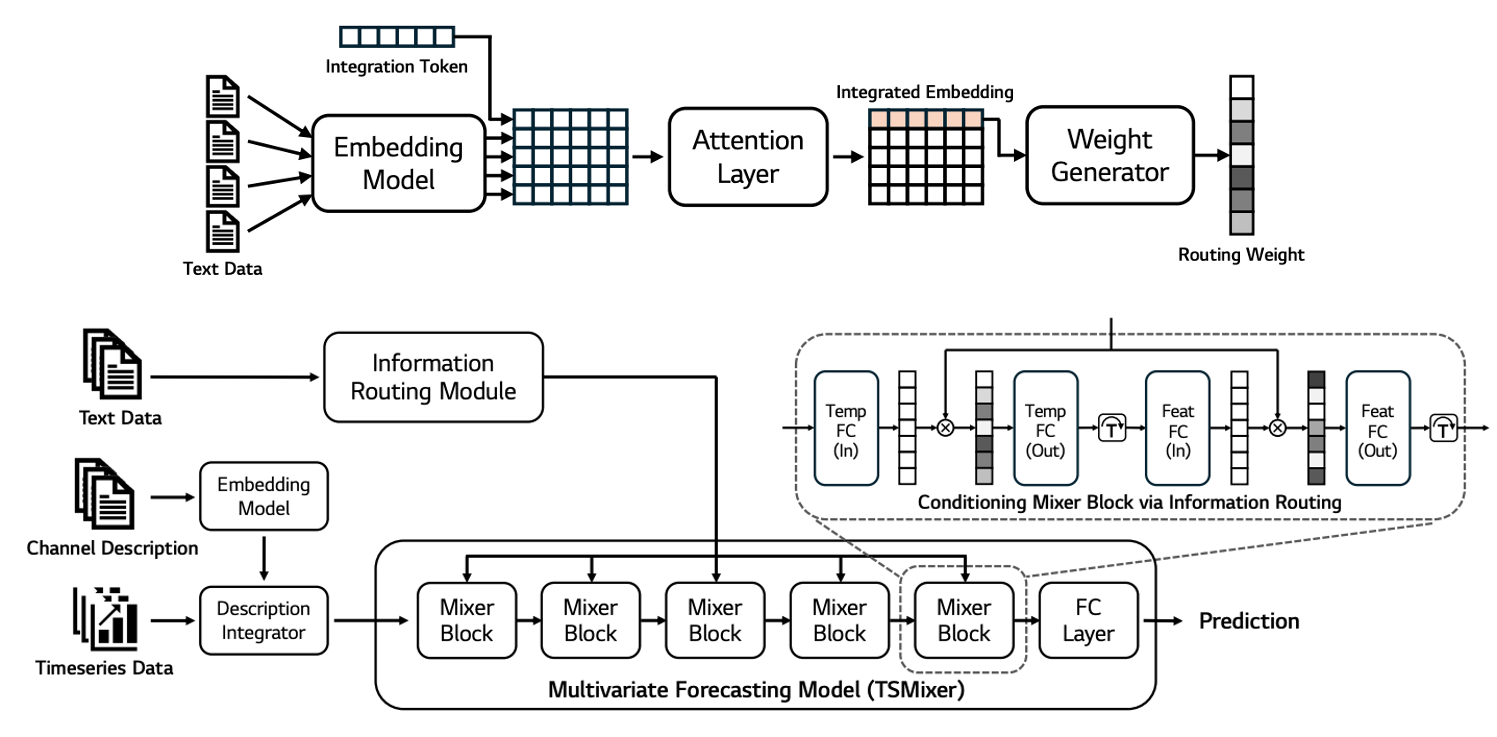 Integration Token
Text Data
Embedding
Model
Attention
Layer
Integrated Embedding
Weight
Generator
Routing Weight
Text Data
Information
Routing Module
Channel Description
Embedding
Model
Timeseries Data
Description
Integrator
Mixer
Block
Mixer
Block
Mixer
Block
Mixer
Block
Mixer
Block
FC
Layer
Prediction
Multivariate Forecasting Model (TSMixer)
Temp
FC
(In)
Temp
FC
(Out)
T
Feat
FC
(In)
Feat
FC
(Out)
T
Conditioning Mixer Block via Information Routing